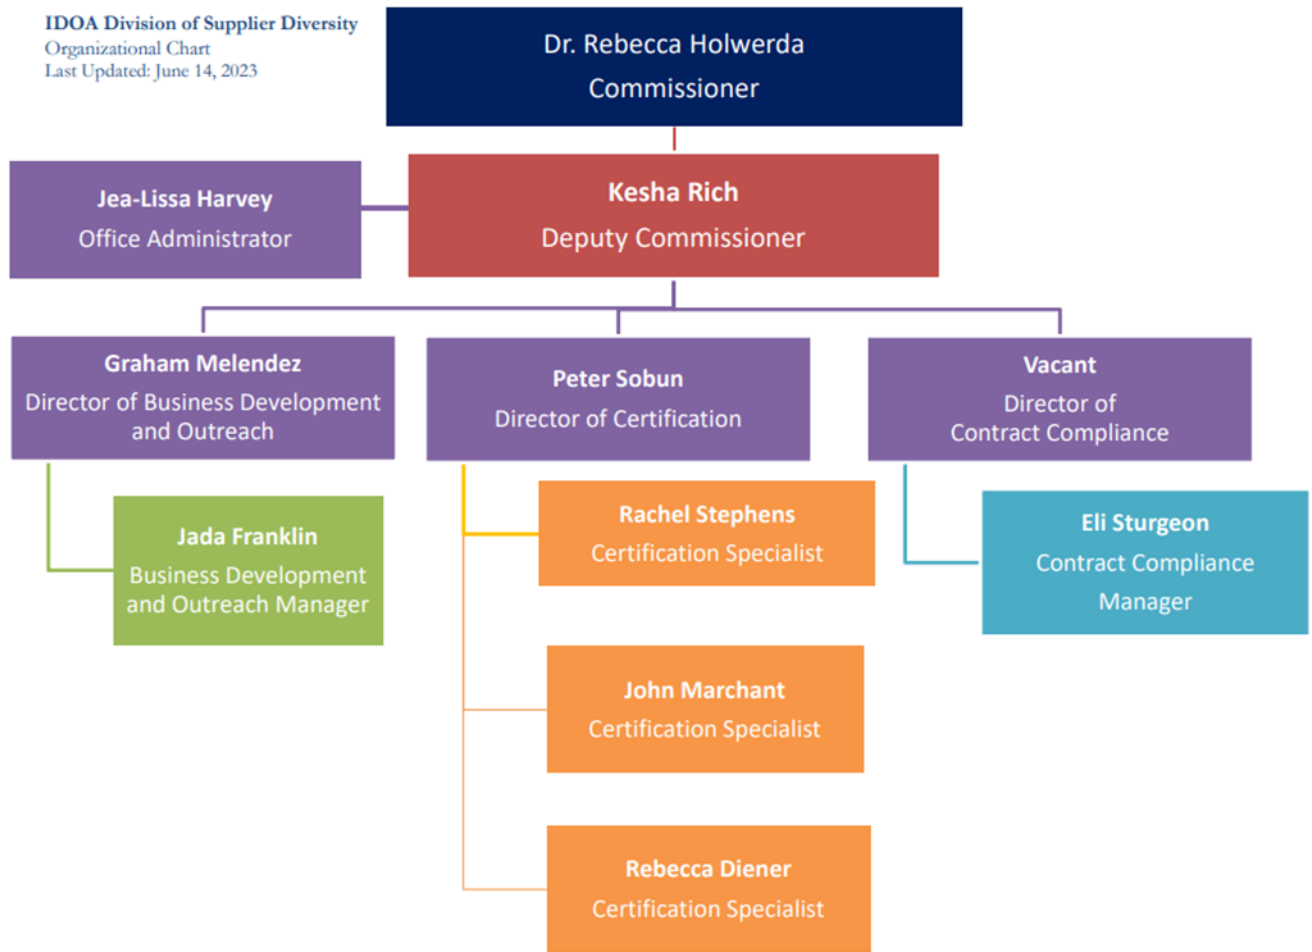 IDOA Division of Supplier Diversity
Organizational Chart
Last Updated: June 14, 2023
Dr. Rebecca Holwerda
Commissioner
Jea-Lissa Harvey
Office Administrator
Kesha Rich
Deputy Commissioner
Graham Melendez
Director of Business Development
and Outreach
Peter Sobun
Director of Certification
Vacant
Director of
Contract Compliance
Jada Franklin
Business Development
and Outreach Manager
Rachel Stephens
Certification Specialist
Eli Sturgeon
Contract Compliance
Manager
John Marchant
Certification Specialist
Rebecca Diener
Certification Specialist